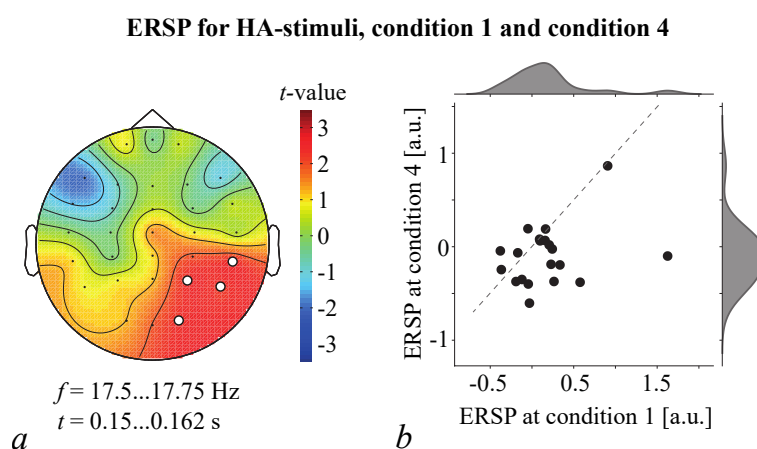 ERSP for HA-stimuli, condition 1 and condition 4
t-value
3
2
1
0
-1
-2
-3
f = 17.5...17.75 Hz
t = 0.15...0.162 s
a
ERSP at condition 4 [a.u.]
1
0
-1
-0.5 0.5 1.5
ERSP at condition 1 [a.u.]
b